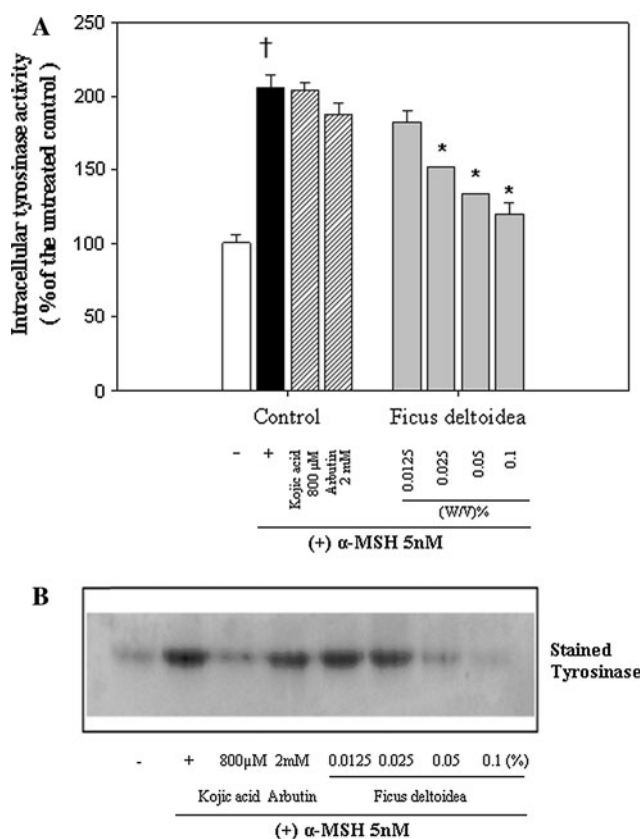 A
Intracellular tyrosinase activity
( % of the untreated control )
250
200
150
100
50
0
†
*
*
*
Control
Ficus deltoidea
-
+
Kojic acid
800 µM
Arbutin
2 mM
0.0125
0.025
0.05
0.1
(W/V)%
(+) α-MSH 5nM
B
Stained
Tyrosinase
- + 800µM 2mM 0.0125 0.025 0.05 0.1 (%)
Kojic acid Arbutin Ficus deltoidea
(+) α-MSH 5nM